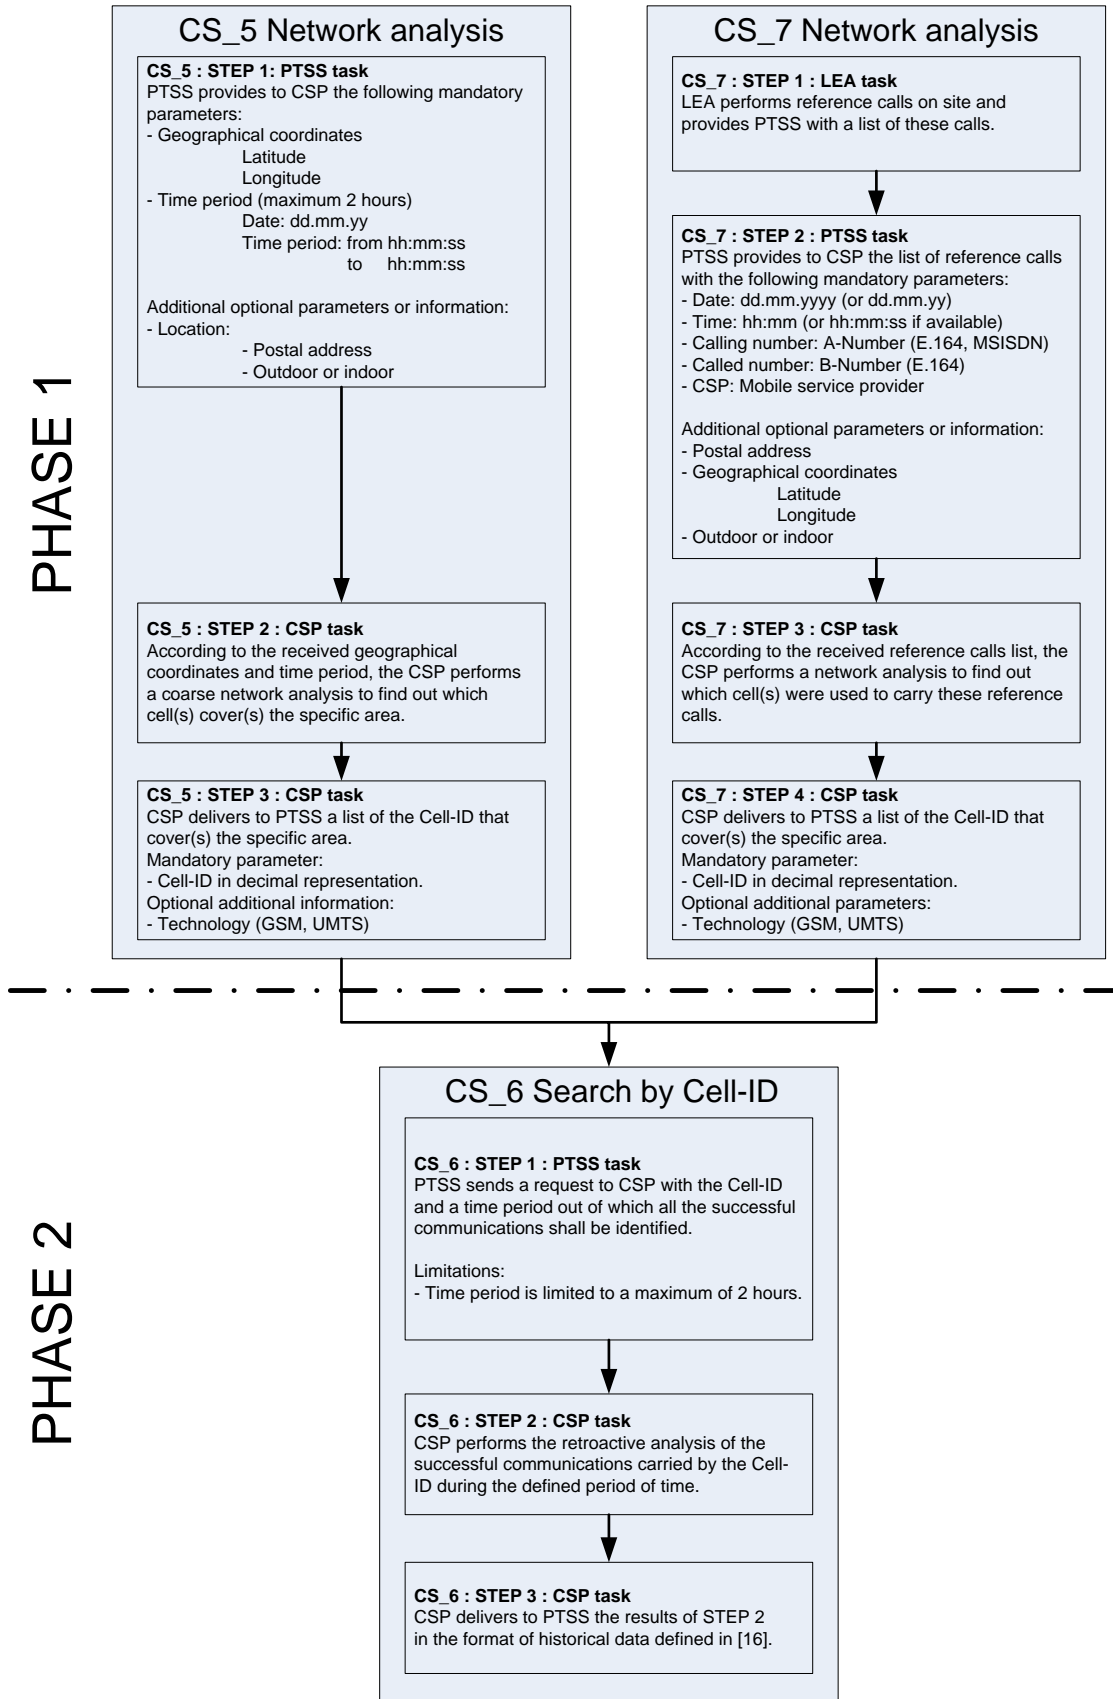 PHASE 1
CS_5 Network analysis
CS_5 : STEP 1: PTSS task
PTSS provides to CSP the following mandatory
parameters:
- Geographical coordinates
Latitude
Longitude
- Time period (maximum 2 hours)
Date: dd.mm.yy
Time period: from hh:mm:ss
to hh:mm:ss
Additional optional parameters or information:
- Location:
- Postal address
- Outdoor or indoor
CS_5 : STEP 2 : CSP task
According to the received geographical
coordinates and time period, the CSP performs
a coarse network analysis to find out which
cell(s) cover(s) the specific area.
CS_5 : STEP 3 : CSP task
CSP delivers to PTSS a list of the Cell-ID that
cover(s) the specific area.
Mandatory parameter:
- Cell-ID in decimal representation.
Optional additional information:
- Technology (GSM, UMTS)
CS_7 Network analysis
CS_7 : STEP 1 : LEA task
LEA performs reference calls on site and
provides PTSS with a list of these calls.
CS_7 : STEP 2 : PTSS task
PTSS provides to CSP the list of reference calls
with the following mandatory parameters:
- Date: dd.mm.yyyy (or dd.mm.yy)
- Time: hh:mm (or hh:mm:ss if available)
- Calling number: A-Number (E.164, MSISDN)
- Called number: B-Number (E.164)
- CSP: Mobile service provider
Additional optional parameters or information:
- Postal address
- Geographical coordinates
Latitude
Longitude
- Outdoor or indoor
CS_7 : STEP 3 : CSP task
According to the received reference calls list, the
CSP performs a network analysis to find out
which cell(s) were used to carry these reference
calls.
CS_7 : STEP 4 : CSP task
CSP delivers to PTSS a list of the Cell-ID that
cover(s) the specific area.
Mandatory parameter:
- Cell-ID in decimal representation.
Optional additional parameters:
- Technology (GSM, UMTS)
PHASE 2
CS_6 Search by Cell-ID
CS_6 : STEP 1 : PTSS task
PTSS sends a request to CSP with the Cell-ID
and a time period out of which all the successful
communications shall be identified.
Limitations:
- Time period is limited to a maximum of 2 hours.
CS_6 : STEP 2 : CSP task
CSP performs the retroactive analysis of the
successful communications carried by the Cell-
ID during the defined period of time.
CS_6 : STEP 3 : CSP task
CSP delivers to PTSS the results of STEP 2
in the format of historical data defined in [16].